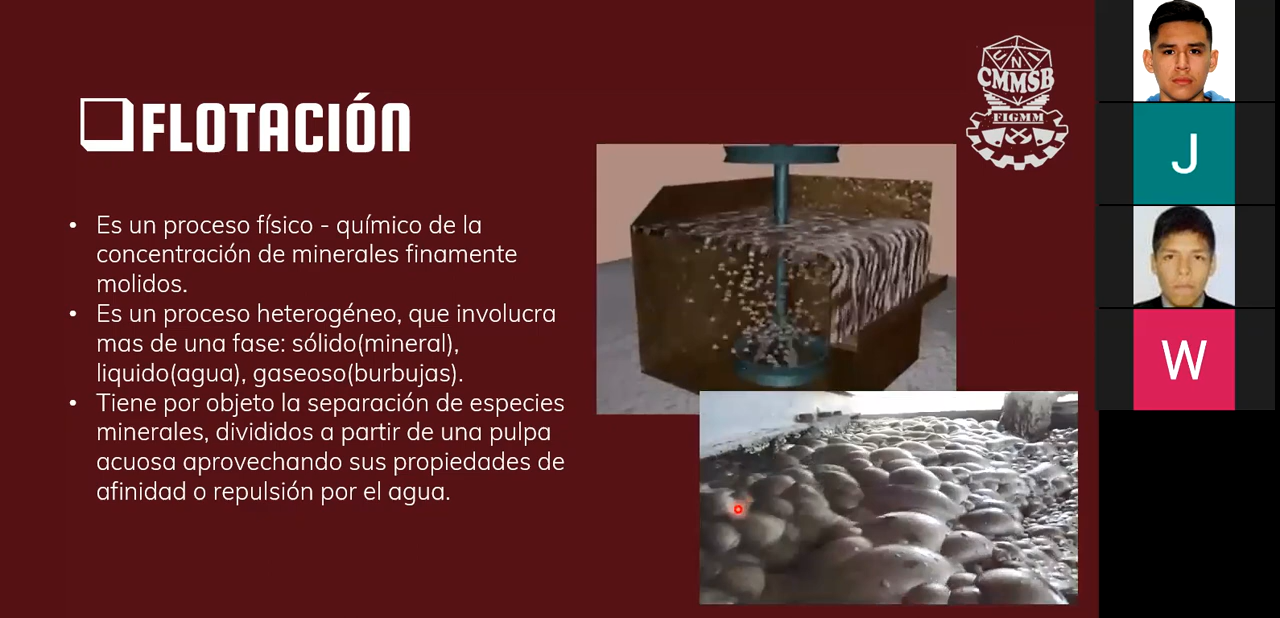 UNI
CMMSB
FIGMM
FLOTACIÓN
• Es un proceso físico - químico de la
concentración de minerales finamente
molidos.
• Es un proceso heterogéneo, que involucra
mas de una fase: sólido(mineral),
liquido(agua), gaseoso(burbujas).
• Tiene por objeto la separación de especies
minerales, divididos a partir de una pulpa
acuosa aprovechando sus propiedades de
afinidad o repulsión por el agua.
J
W